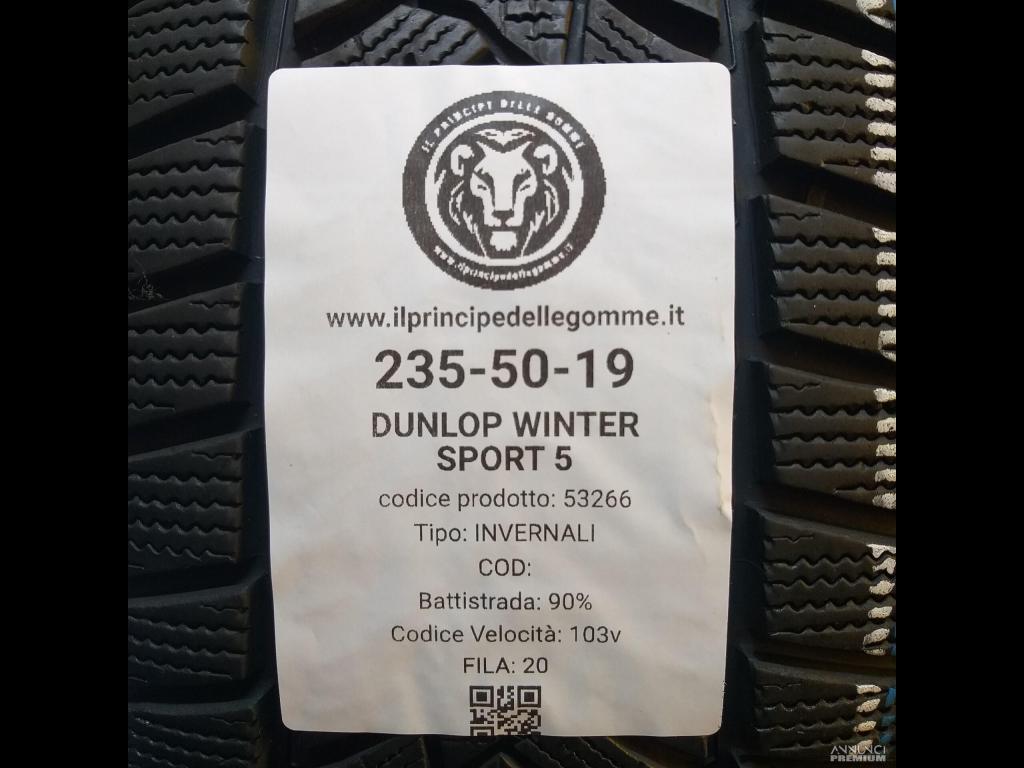 IL PRINCIPE DELLE GOMME
www.ilprincipedellegomme.it
www.ilprincipedellegomme.it
235-50-19
DUNLOP WINTER
SPORT 5
codice prodotto: 53266
Tipo: INVERNALI
COD:
Battistrada: 90%
Codice Velocità: 103v
FILA: 20
ANNUNCI
PREMIUM